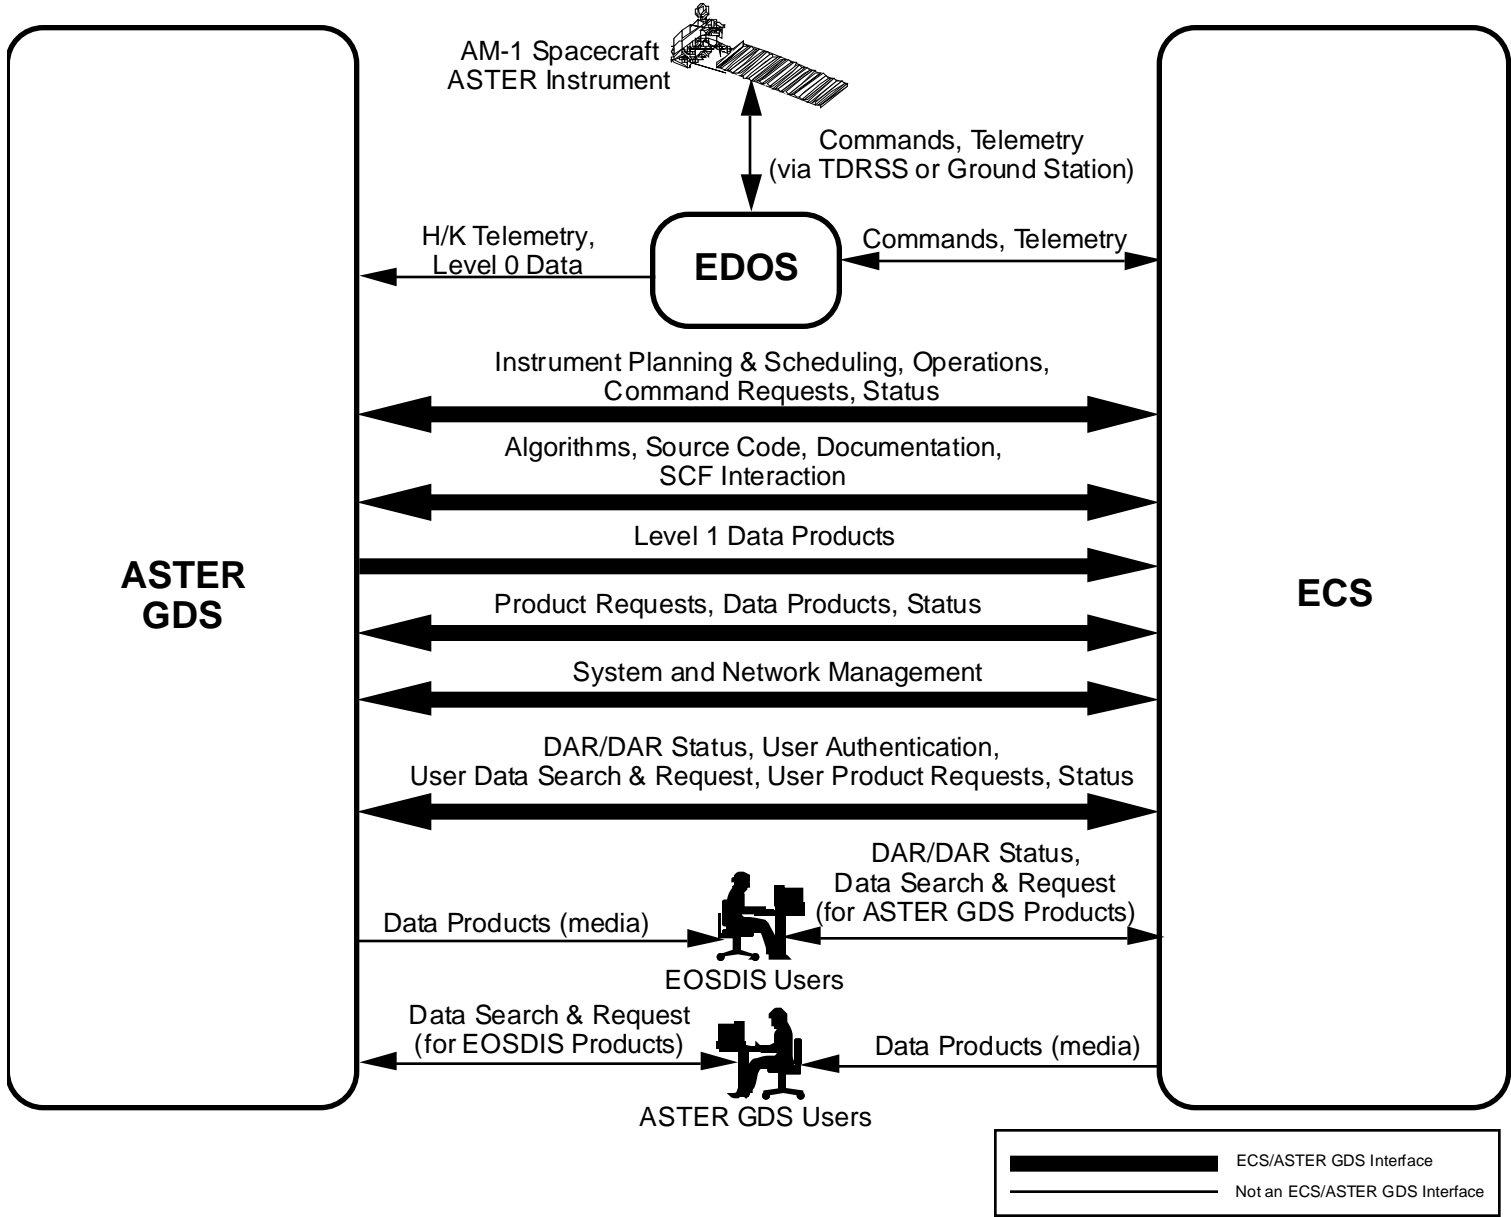 AM-1 Spacecraft
ASTER Instrument
Commands, Telemetry
(via TDRSS or Ground Station)
H/K Telemetry,
Level 0 Data
EDOS
Commands, Telemetry
Instrument Planning & Scheduling, Operations,
Command Requests, Status
Algorithms, Source Code, Documentation,
SCF Interaction
Level 1 Data Products
ASTER
GDS
ECS
Product Requests, Data Products, Status
System and Network Management
DAR/DAR Status, User Authentication,
User Data Search & Request, User Product Requests, Status
DAR/DAR Status,
Data Search & Request
(for ASTER GDS Products)
Data Products (media)
EOSDIS Users
Data Search & Request
(for EOSDIS Products)
Data Products (media)
ASTER GDS Users
ECS/ASTER GDS Interface
Not an ECS/ASTER GDS Interface